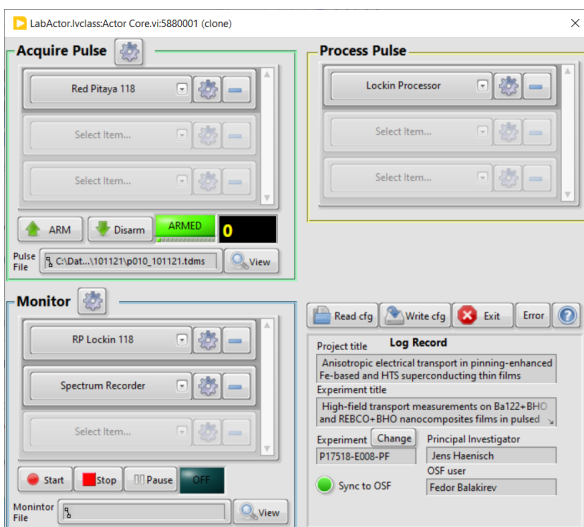 LabActor.lvclass:Actor Core.vi:5880001 (clone)
Acquire Pulse
Red Pitaya 118
Select Item...
Select Item...
ARM
Disarm
ARMED
0
Pulse File
C:\Dat...\101121\p010_101121.tdms
View
Process Pulse
Lockin Processor
Select Item...
Select Item...
Monitor
RP Lockin 118
Spectrum Recorder
Select Item...
Start
Stop
Pause
OFF
Monintor File
View
Read cfg
Write cfg
Exit
Error
?
Project title
Log Record
Anisotropic electrical transport in pinning-enhanced
Fe-based and HTS superconducting thin films
Experiment title
High-field transport measurements on Ba122+BHO
and REBCO+BHO nanocomposites films in pulsed
Experiment
Change
P17518-E008-PF
Principal Investigator
Jens Haenisch
OSF user
Fedor Balakirev
Sync to OSF